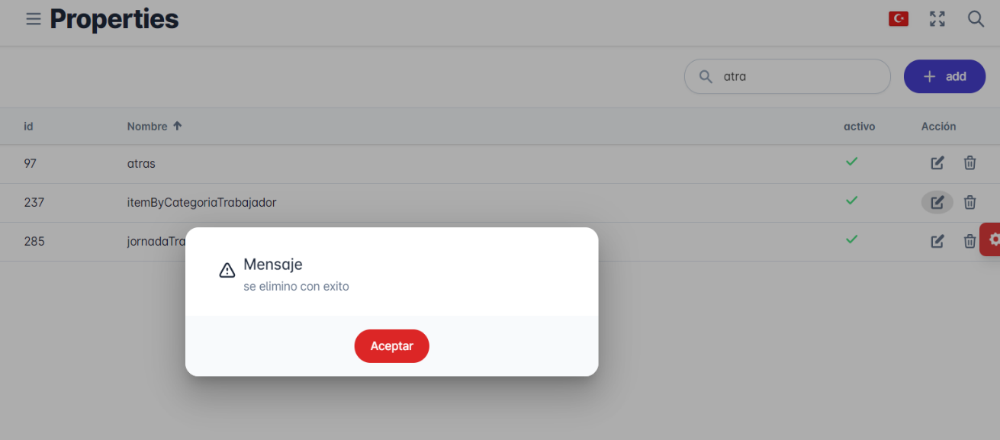 Properties
atra
add
id Nombre activo Acción
97 atras
237 itemByCategoriaTrabajador
285 jornadaTra
Mensaje
se elimino con exito
Aceptar